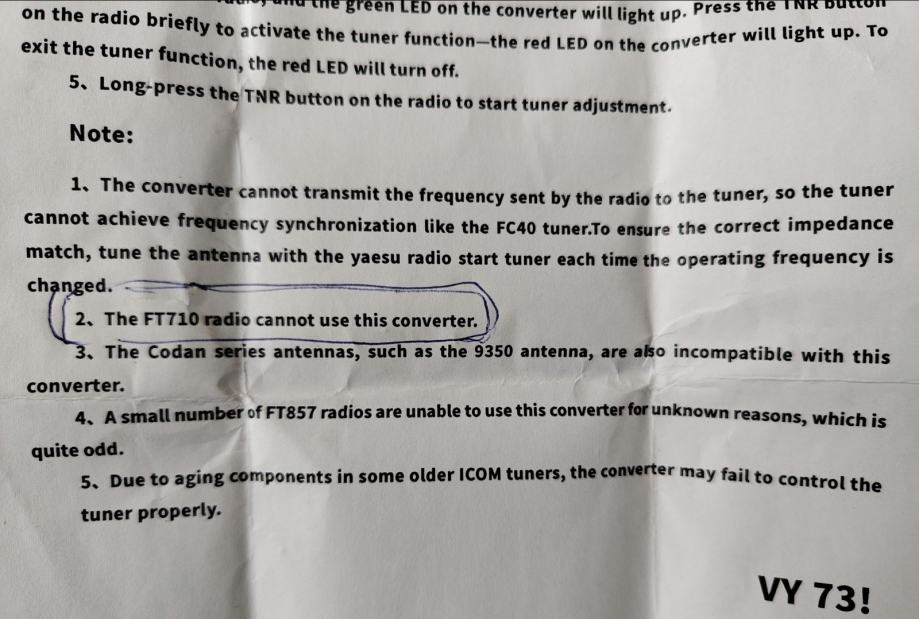 the green LED on the converter will light up. Press the TNR button
on the radio briefly to activate the tuner function—the red LED on the converter will light up. To
exit the tuner function, the red LED will turn off.
5、Long-press the TNR button on the radio to start tuner adjustment.
Note:
1、The converter cannot transmit the frequency sent by the radio to the tuner, so the tuner
cannot achieve frequency synchronization like the FC40 tuner.To ensure the correct impedance
match, tune the antenna with the yaesu radio start tuner each time the operating frequency is
changed.
2、The FT710 radio cannot use this converter.
3、The Codan series antennas, such as the 9350 antenna, are also incompatible with this
converter.
4、A small number of FT857 radios are unable to use this converter for unknown reasons, which is
quite odd.
5、Due to aging components in some older ICOM tuners, the converter may fail to control the
tuner properly.
VY 73!